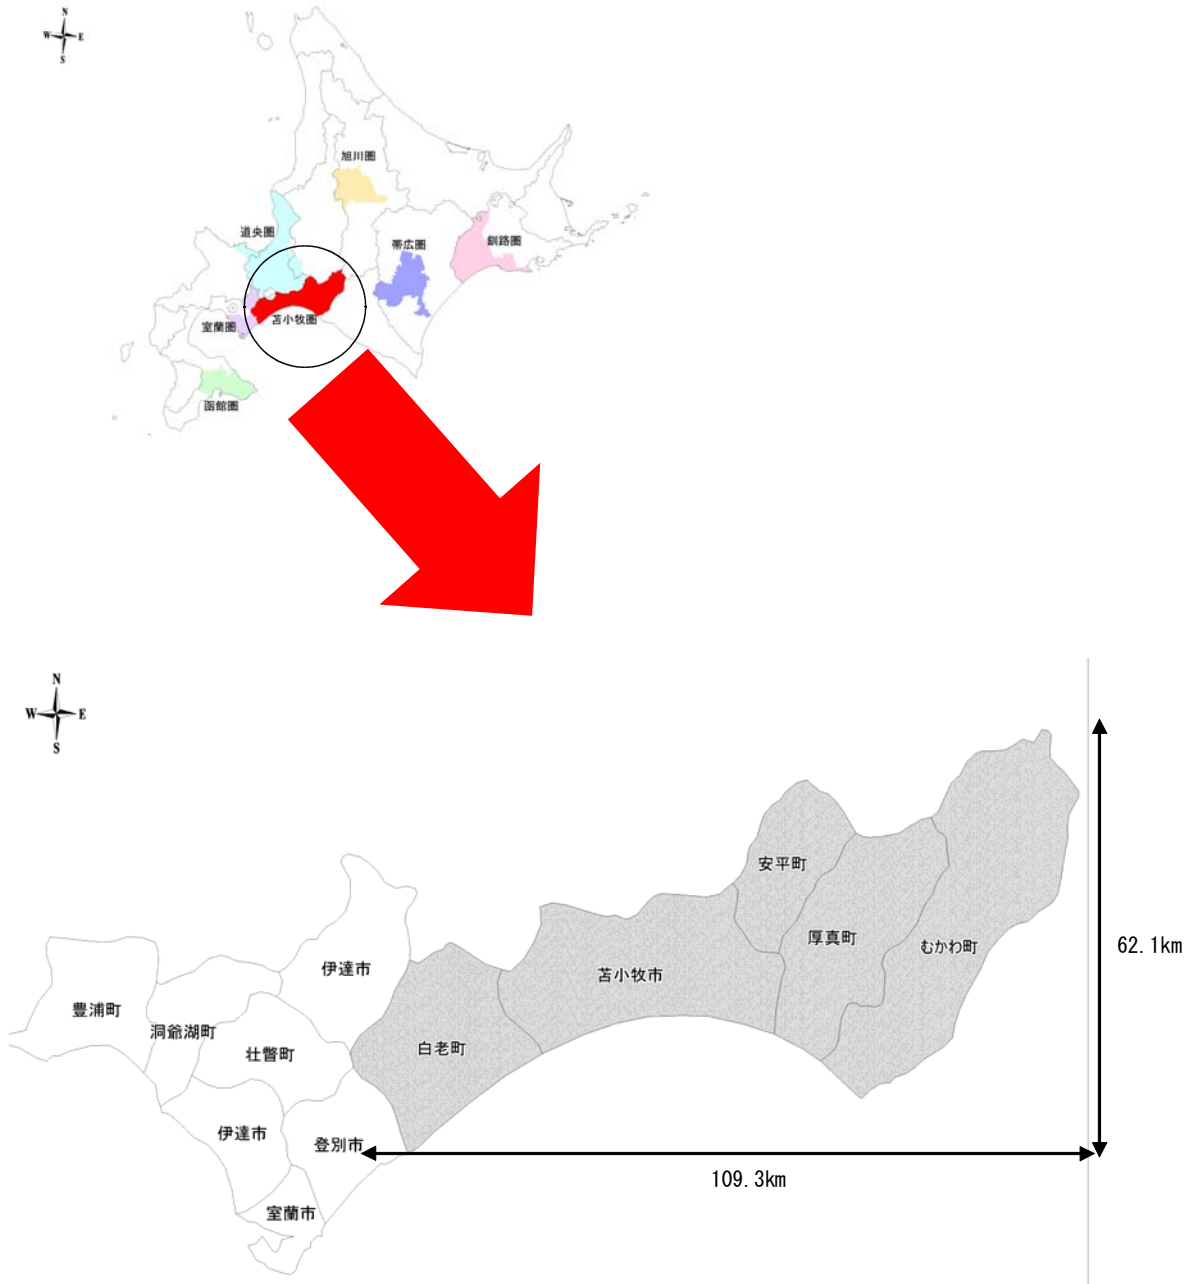 N
W E
S
旭川圏
道央圏
帯広圏
釧路圏
室蘭圏
苫小牧圏
函館圏
N
W E
S
安平町
厚真町
むかわ町
62.1km
伊達市
苫小牧市
豊浦町
洞爺湖町
壮瞥町
白老町
伊達市
登別市
109.3km
室蘭市